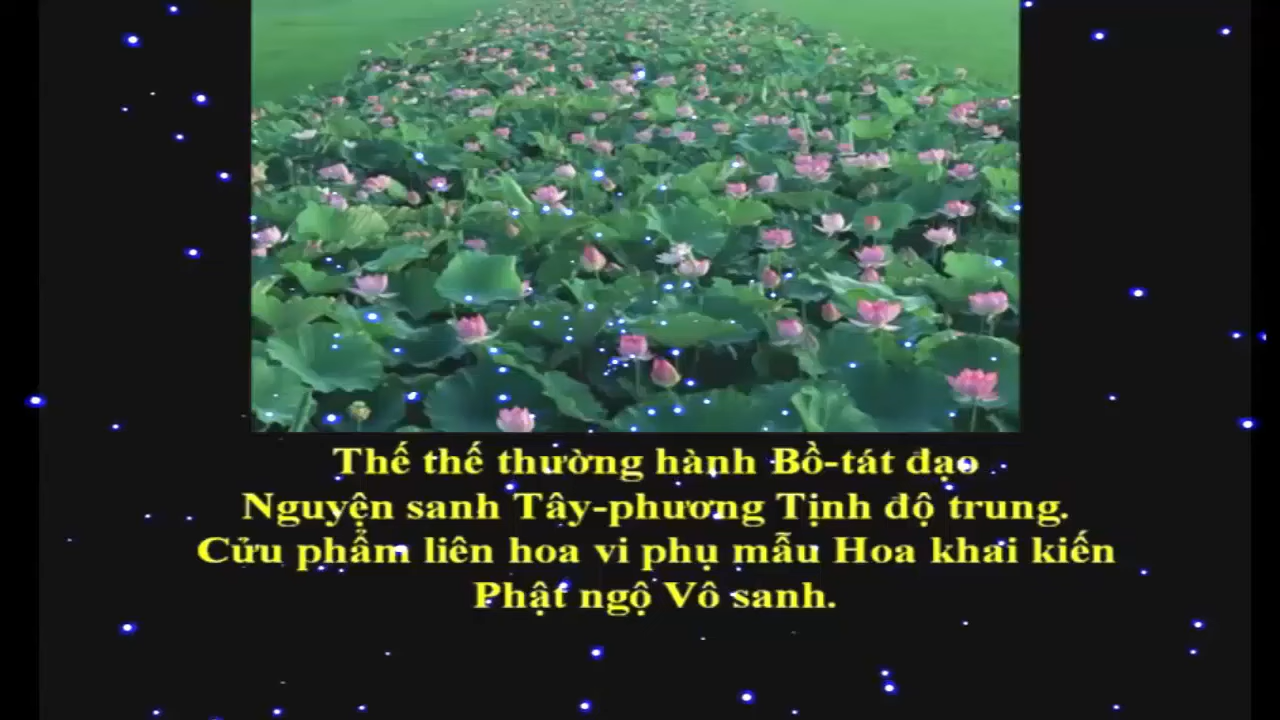 Thế thế thường hành Bồ-tát đạo
Nguyện sanh Tây-phương Tịnh độ trung.
Cửu phẩm liên hoa vi phụ mẫu Hoa khai kiến
Phật ngộ Vô sanh.